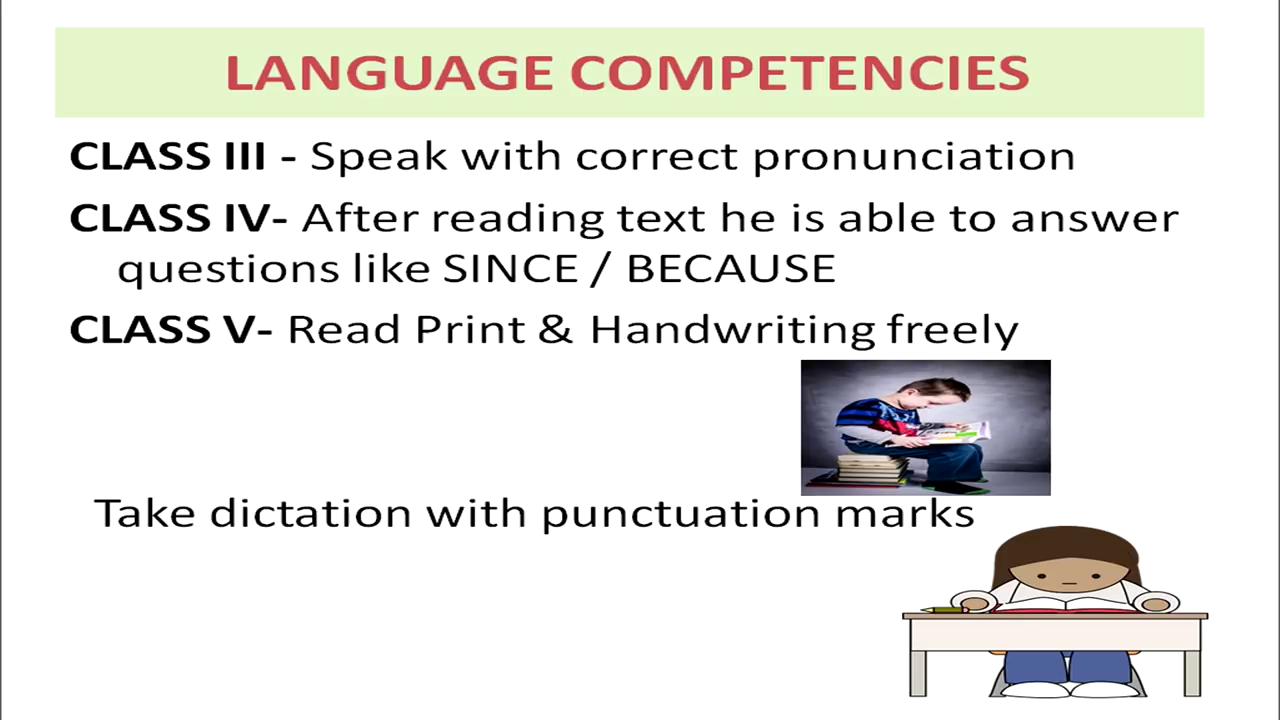 LANGUAGE COMPETENCIES
CLASS III - Speak with correct pronunciation
CLASS IV- After reading text he is able to answer
questions like SINCE / BECAUSE
CLASS V- Read Print & Handwriting freely
Take dictation with punctuation marks